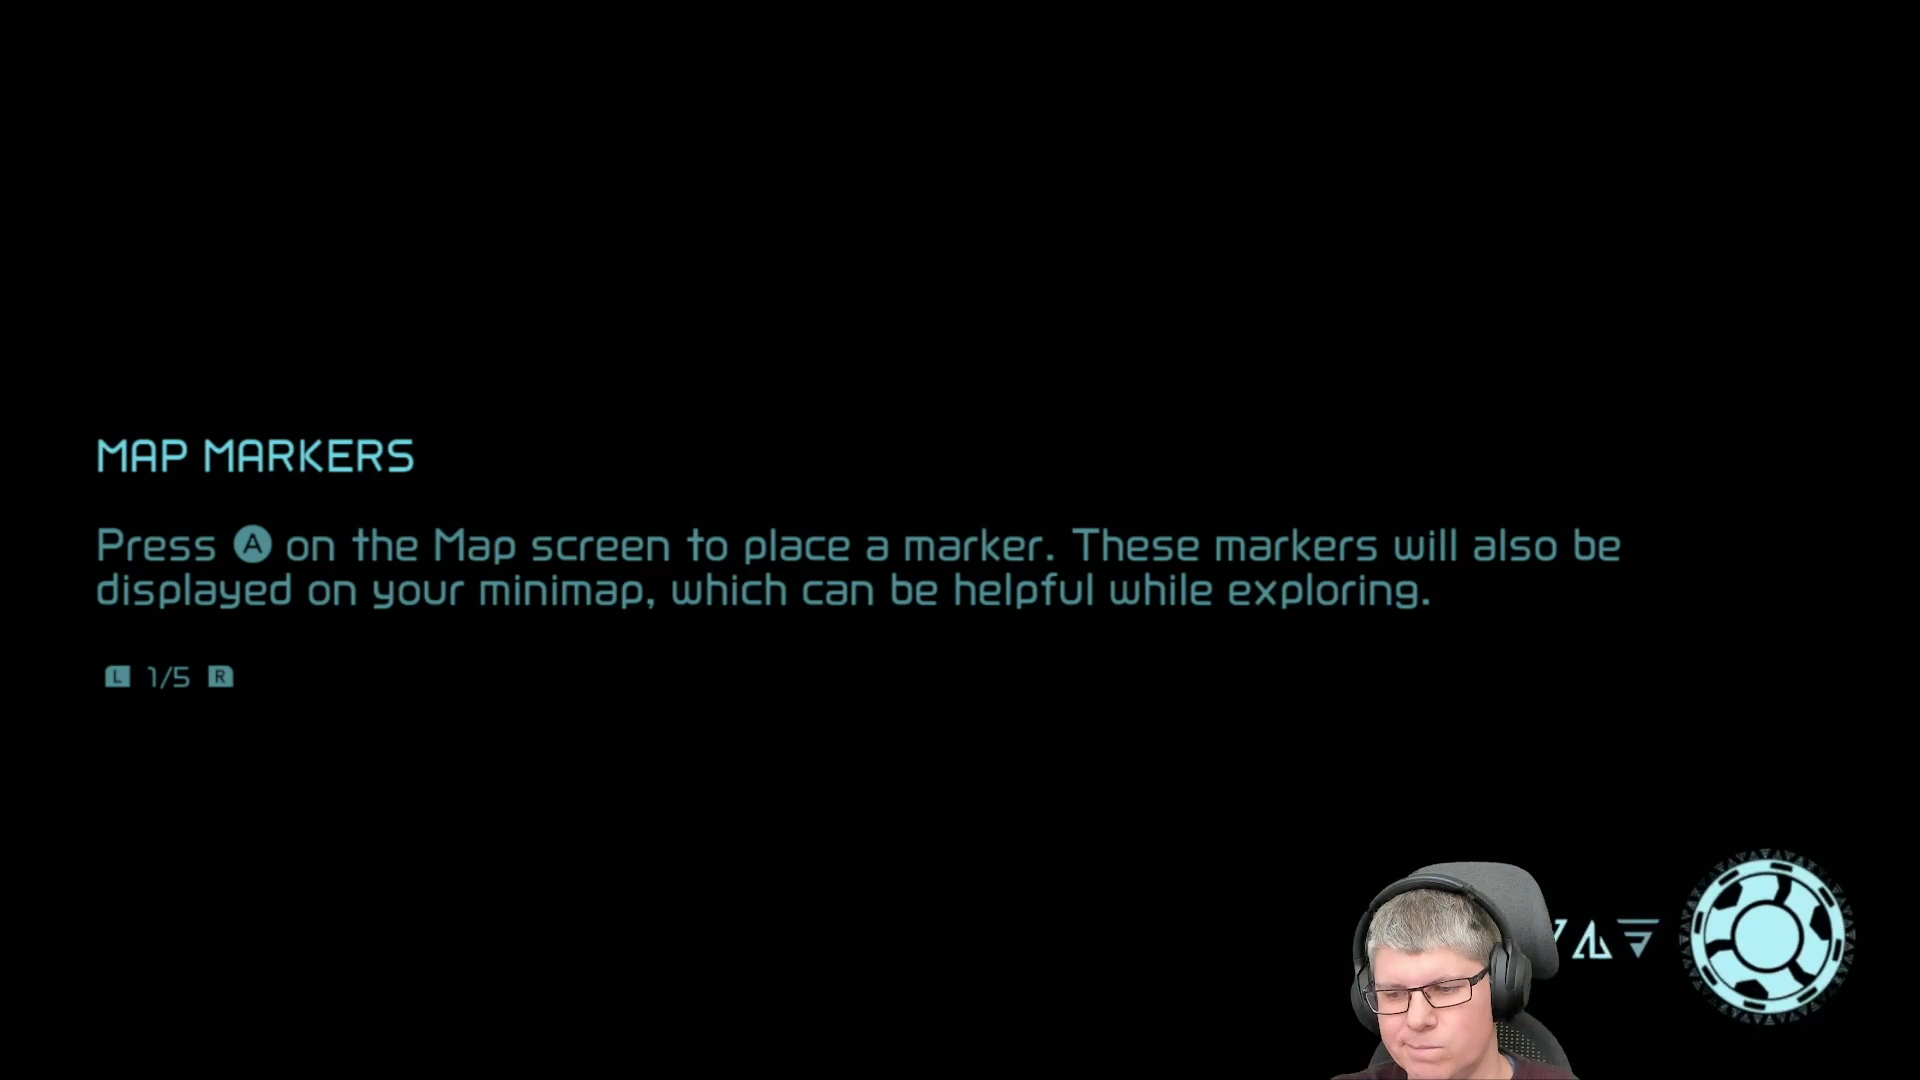 MAP MARKERS
Press A on the Map screen to place a marker. These markers will also be
displayed on your minimap, which can be helpful while exploring.
L 1/5 R